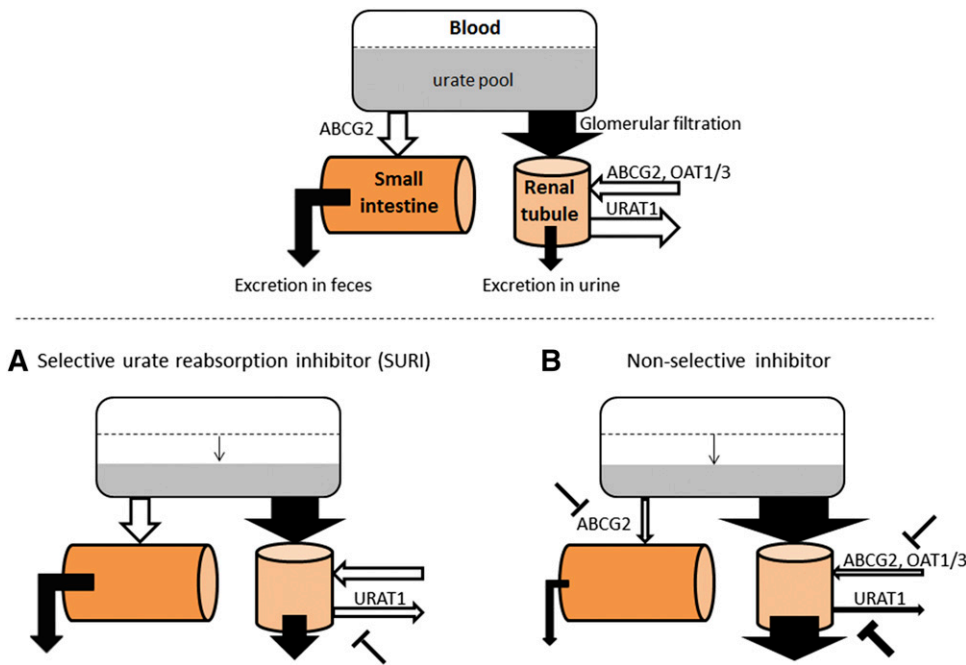 Blood
urate pool
ABCG2
Glomerular filtration
Small
intestine
Renal
tubule
ABCG2, OAT1/3
URAT1
Excretion in feces
Excretion in urine
A Selective urate reabsorption inhibitor (SURI)
URAT1
B Non-selective inhibitor
ABCG2
ABCG2, OAT1/3
URAT1